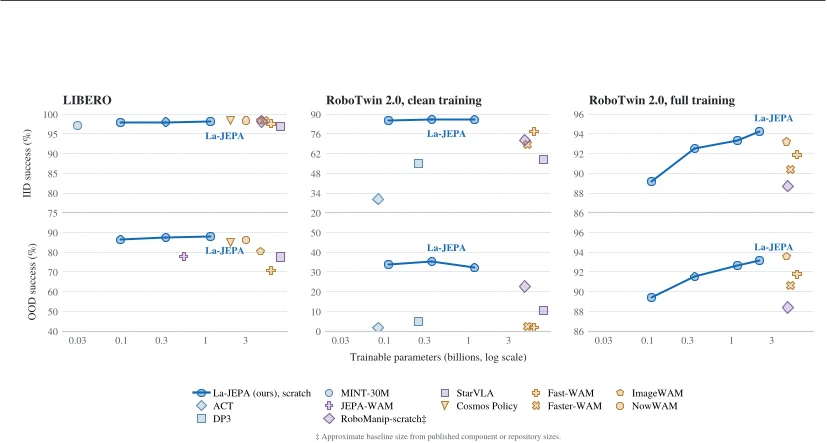 LIBERO
RoboTwin 2.0, clean training
RoboTwin 2.0, full training
IID success (%)
100
95
90
85
80
75
La-JEPA
90
76
62
48
34
20
La-JEPA
96
94
92
90
88
86
La-JEPA
OOD success (%)
90
80
70
60
50
40
La-JEPA
50
40
30
20
10
0
La-JEPA
96
94
92
90
88
86
La-JEPA
0.03 0.1 0.3 1 3
0.03 0.1 0.3 1 3
0.03 0.1 0.3 1 3
Trainable parameters (billions, log scale)
La-JEPA (ours), scratch MINT-30M StarVLA Fast-WAM ImageWAM
ACT JEPA-WAM Cosmos Policy Faster-WAM NowWAM
DP3 RoboManip-scratch‡
‡ Approximate baseline size from published component or repository sizes.